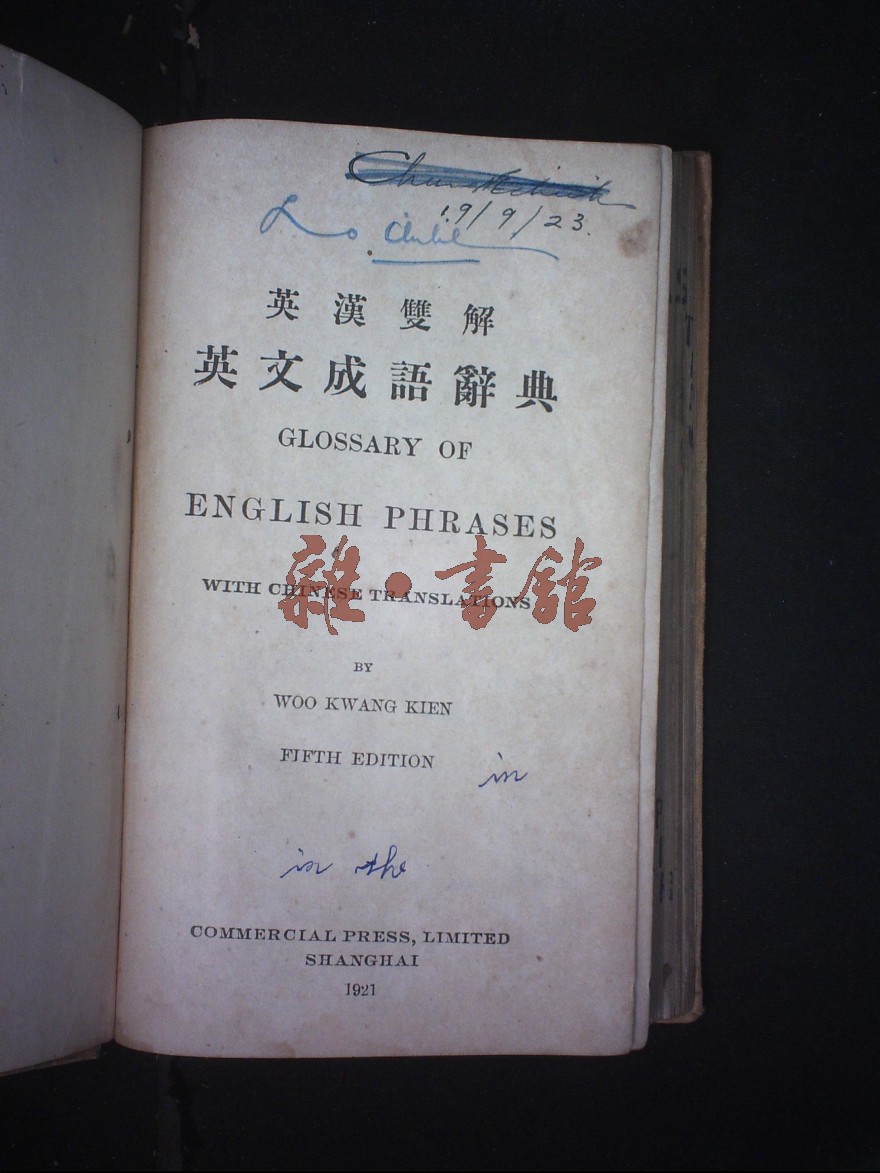 19/9/23.
Lo
英漢雙解
英文成語辭典
GLOSSARY OF
ENGLISH PHRASES
WITH CHINESE TRANSLATIONS
雜·書館
BY
WOO KWANG KIEN
FIFTH EDITION
in
in the
COMMERCIAL PRESS, LIMITED
SHANGHAI
1921